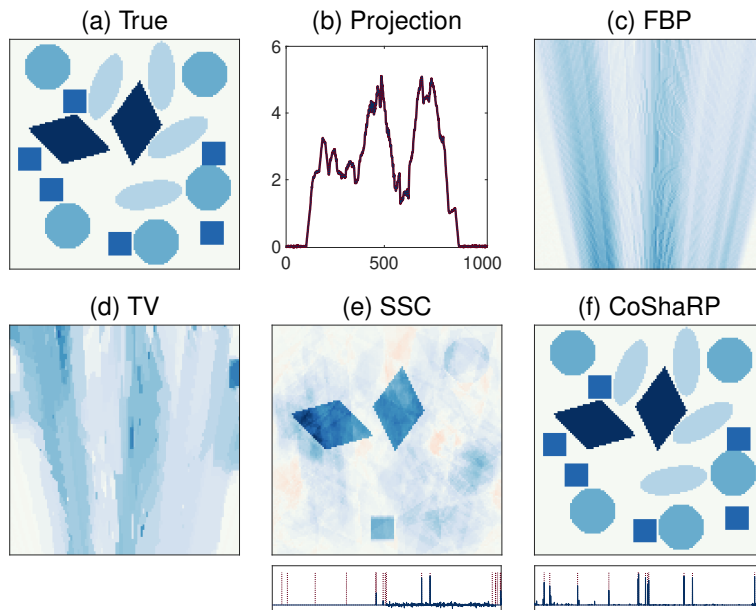 (a) True
(b) Projection
(c) FBP
6
4
2
0
0
500
1000
(d) TV
(e) SSC
(f) CoShaRP